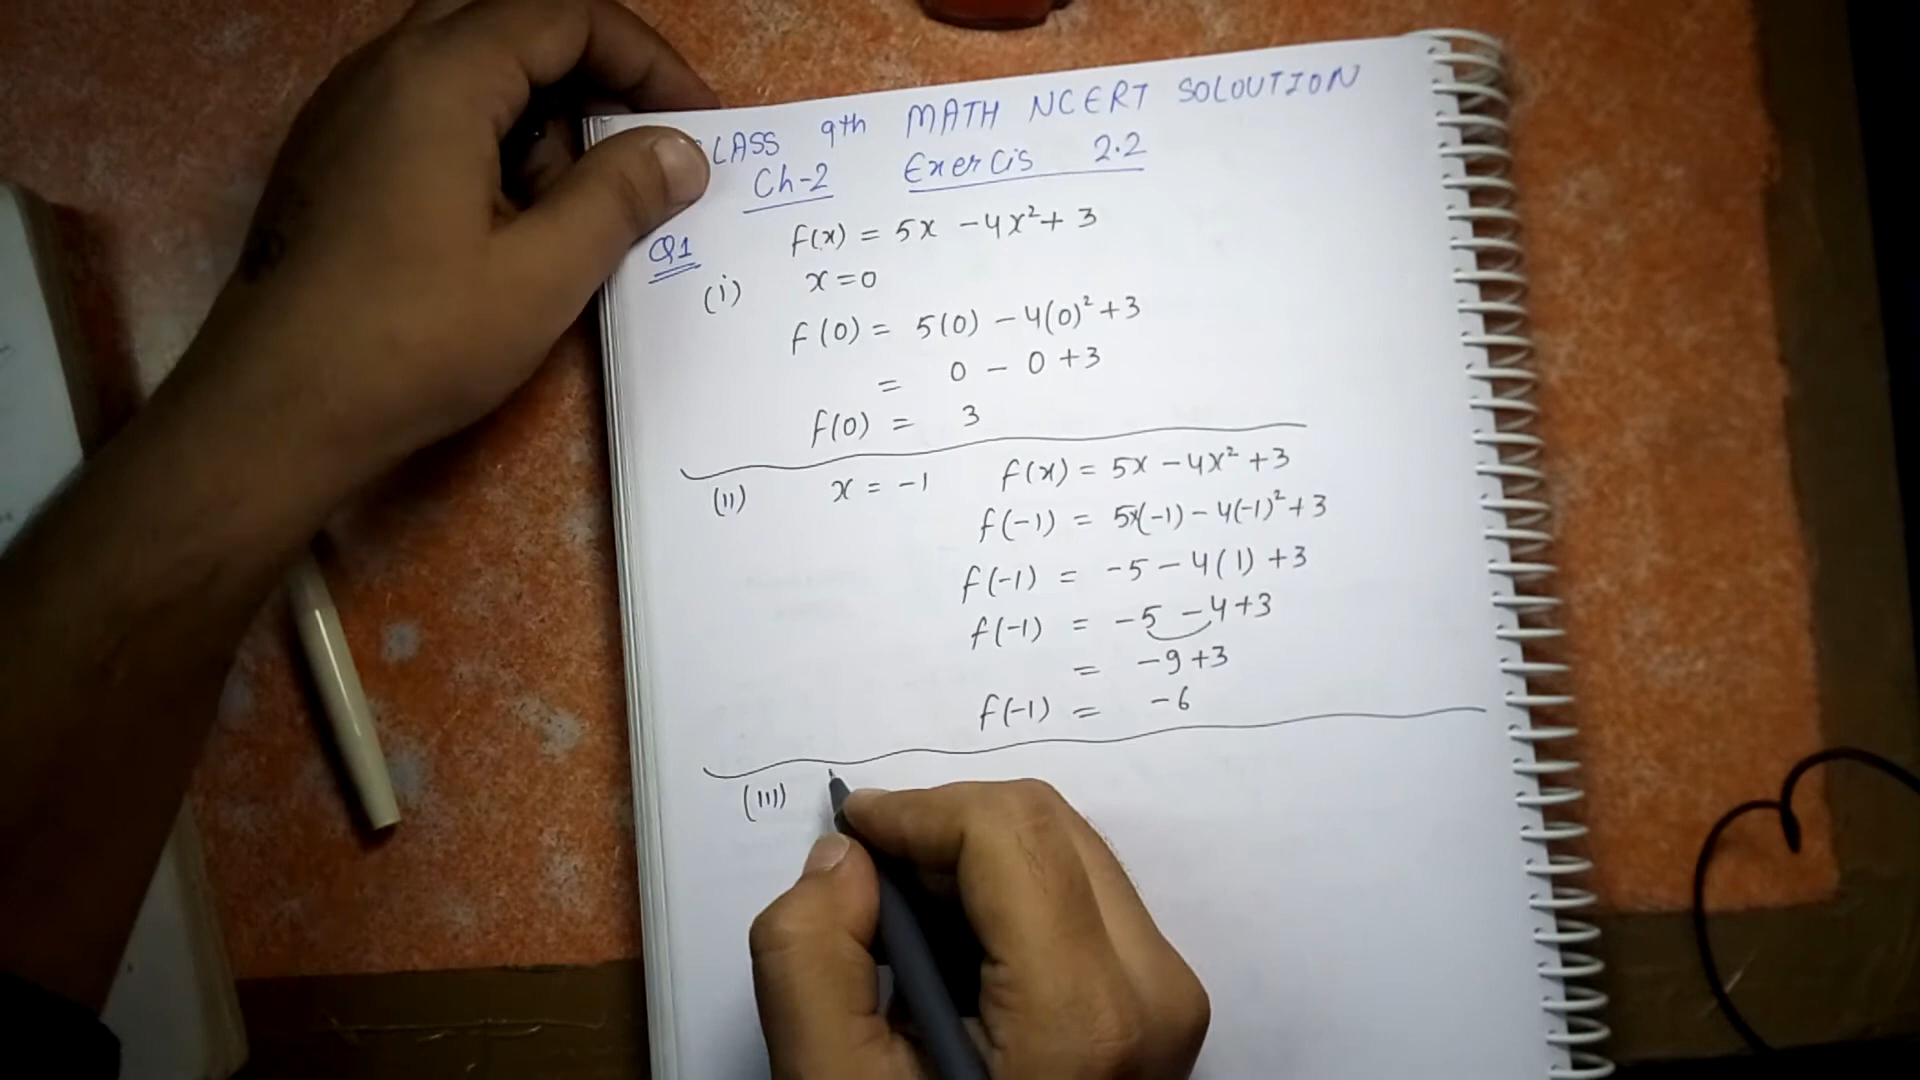 LASS 9th MATH NCERT SOLOUTION
Ch-2 Exercis 2.2
Q1 f(x) = 5x - 4x² + 3
(i) x=0
f(0) = 5(0) - 4(0)² + 3
= 0 - 0 + 3
f(0) = 3
(ii) x = -1 f(x) = 5x - 4x² + 3
f(-1) = 5x(-1) - 4(-1)² + 3
f(-1) = -5 - 4(1) + 3
f(-1) = -5 - 4 + 3
= -9 + 3
f(-1) = -6
(iii)